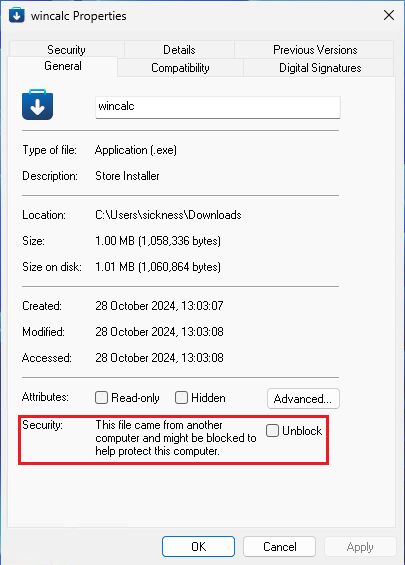 wincalc Properties
Security Details Previous Versions
General Compatibility Digital Signatures
wincalc
Type of file: Application (.exe)
Description: Store Installer
Location: C:\Users\sickness\Downloads
Size: 1.00 MB (1,058,336 bytes)
Size on disk: 1.01 MB (1,060,864 bytes)
Created: 28 October 2024, 13:03:07
Modified: 28 October 2024, 13:03:08
Accessed: 28 October 2024, 13:03:08
Attributes: Read-only Hidden Advanced...
Security: This file came from another Unblock
computer and might be blocked to
help protect this computer.
OK Cancel Apply